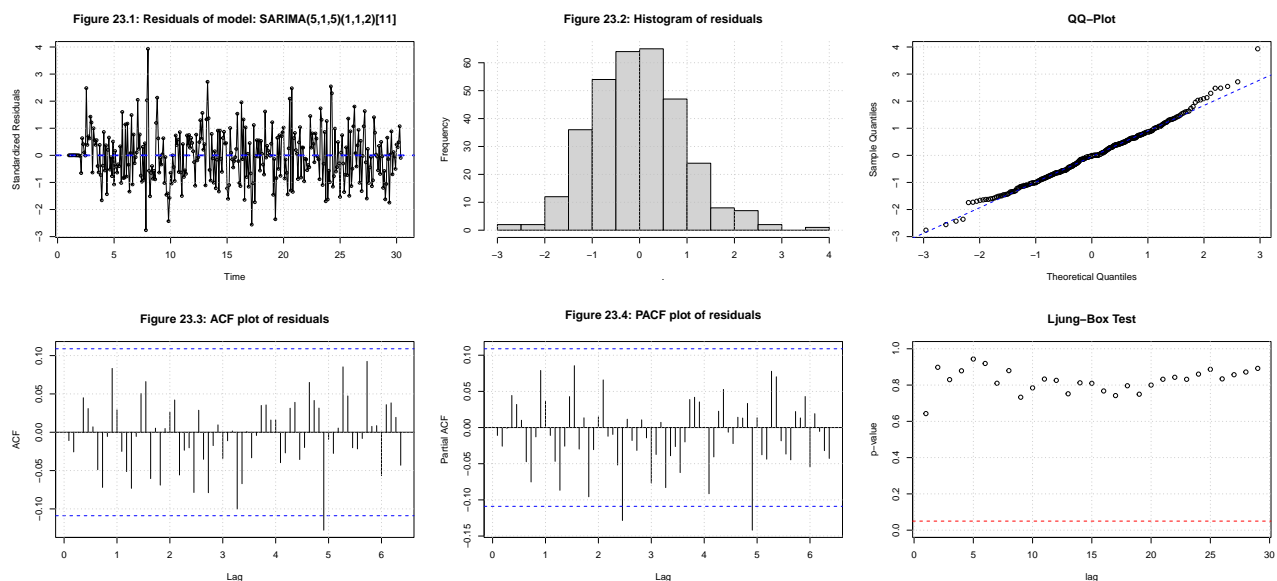 Figure 23.1: Residuals of model: SARIMA(5,1,5)(1,1,2)[11]
Standardized Residuals
4
3
2
1
0
−1
−2
−3
0 5 10 15 20 25 30
Time
Figure 23.2: Histogram of residuals
Frequency
60
50
40
30
20
10
0
−3 −2 −1 0 1 2 3 4
.
QQ−Plot
Sample Quantiles
4
3
2
1
0
−1
−2
−3
−3 −2 −1 0 1 2 3
Theoretical Quantiles
Figure 23.3: ACF plot of residuals
ACF
0.10
0.05
0.00
−0.05
−0.10
0 1 2 3 4 5 6
Lag
Figure 23.4: PACF plot of residuals
Partial ACF
0.10
0.05
0.00
−0.05
−0.10
−0.15
0 1 2 3 4 5 6
Lag
Ljung−Box Test
p−value
1.0
0.8
0.6
0.4
0.2
0.0
0 5 10 15 20 25 30
lag